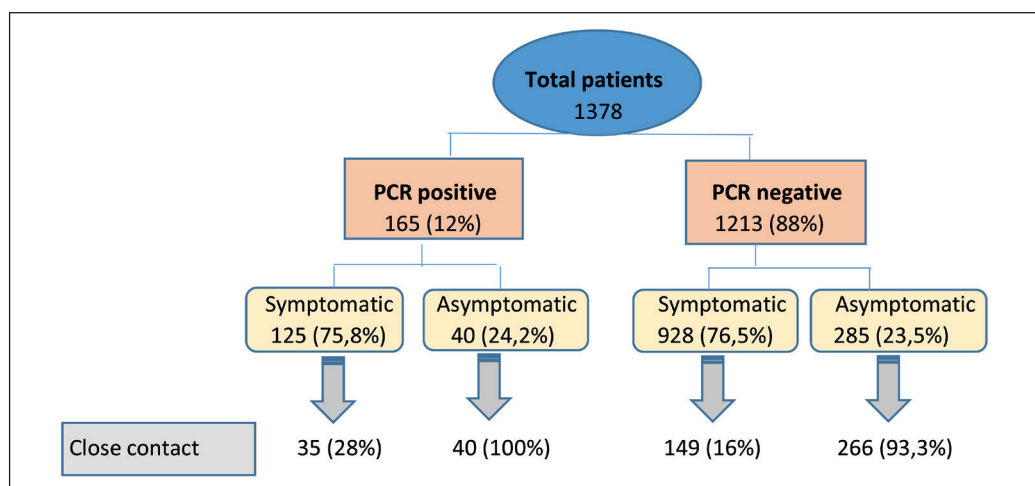 Total patients
1378
PCR positive
165 (12%)
PCR negative
1213 (88%)
Symptomatic
125 (75,8%)
Asymptomatic
40 (24,2%)
Symptomatic
928 (76,5%)
Asymptomatic
285 (23,5%)
Close contact
35 (28%)
40 (100%)
149 (16%)
266 (93,3%)